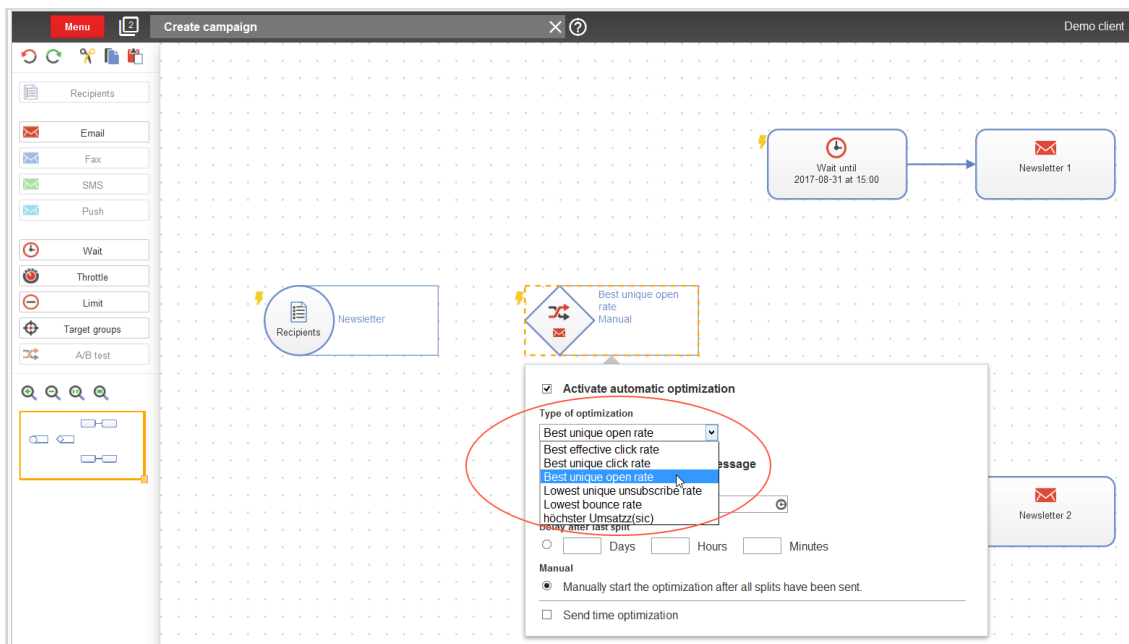 Menu
2
Create campaign
Demo client
Recipients
Email
Fax
SMS
Push
Wait
Throttle
Limit
Target groups
A/B test
Wait until
2017-08-31 at 15:00
Newsletter 1
Recipients
Newsletter
Best unique open
rate
Manual
Activate automatic optimization
Type of optimization
Best unique open rate
Best effective click rate
Best unique click rate
Best unique open rate
essage
Lowest unique unsubscribe rate
Lowest bounce rate
höchster Umsatzz(sic)
Delay after last split
Days Hours Minutes
Manual
Manually start the optimization after all splits have been sent.
Send time optimization
Newsletter 2